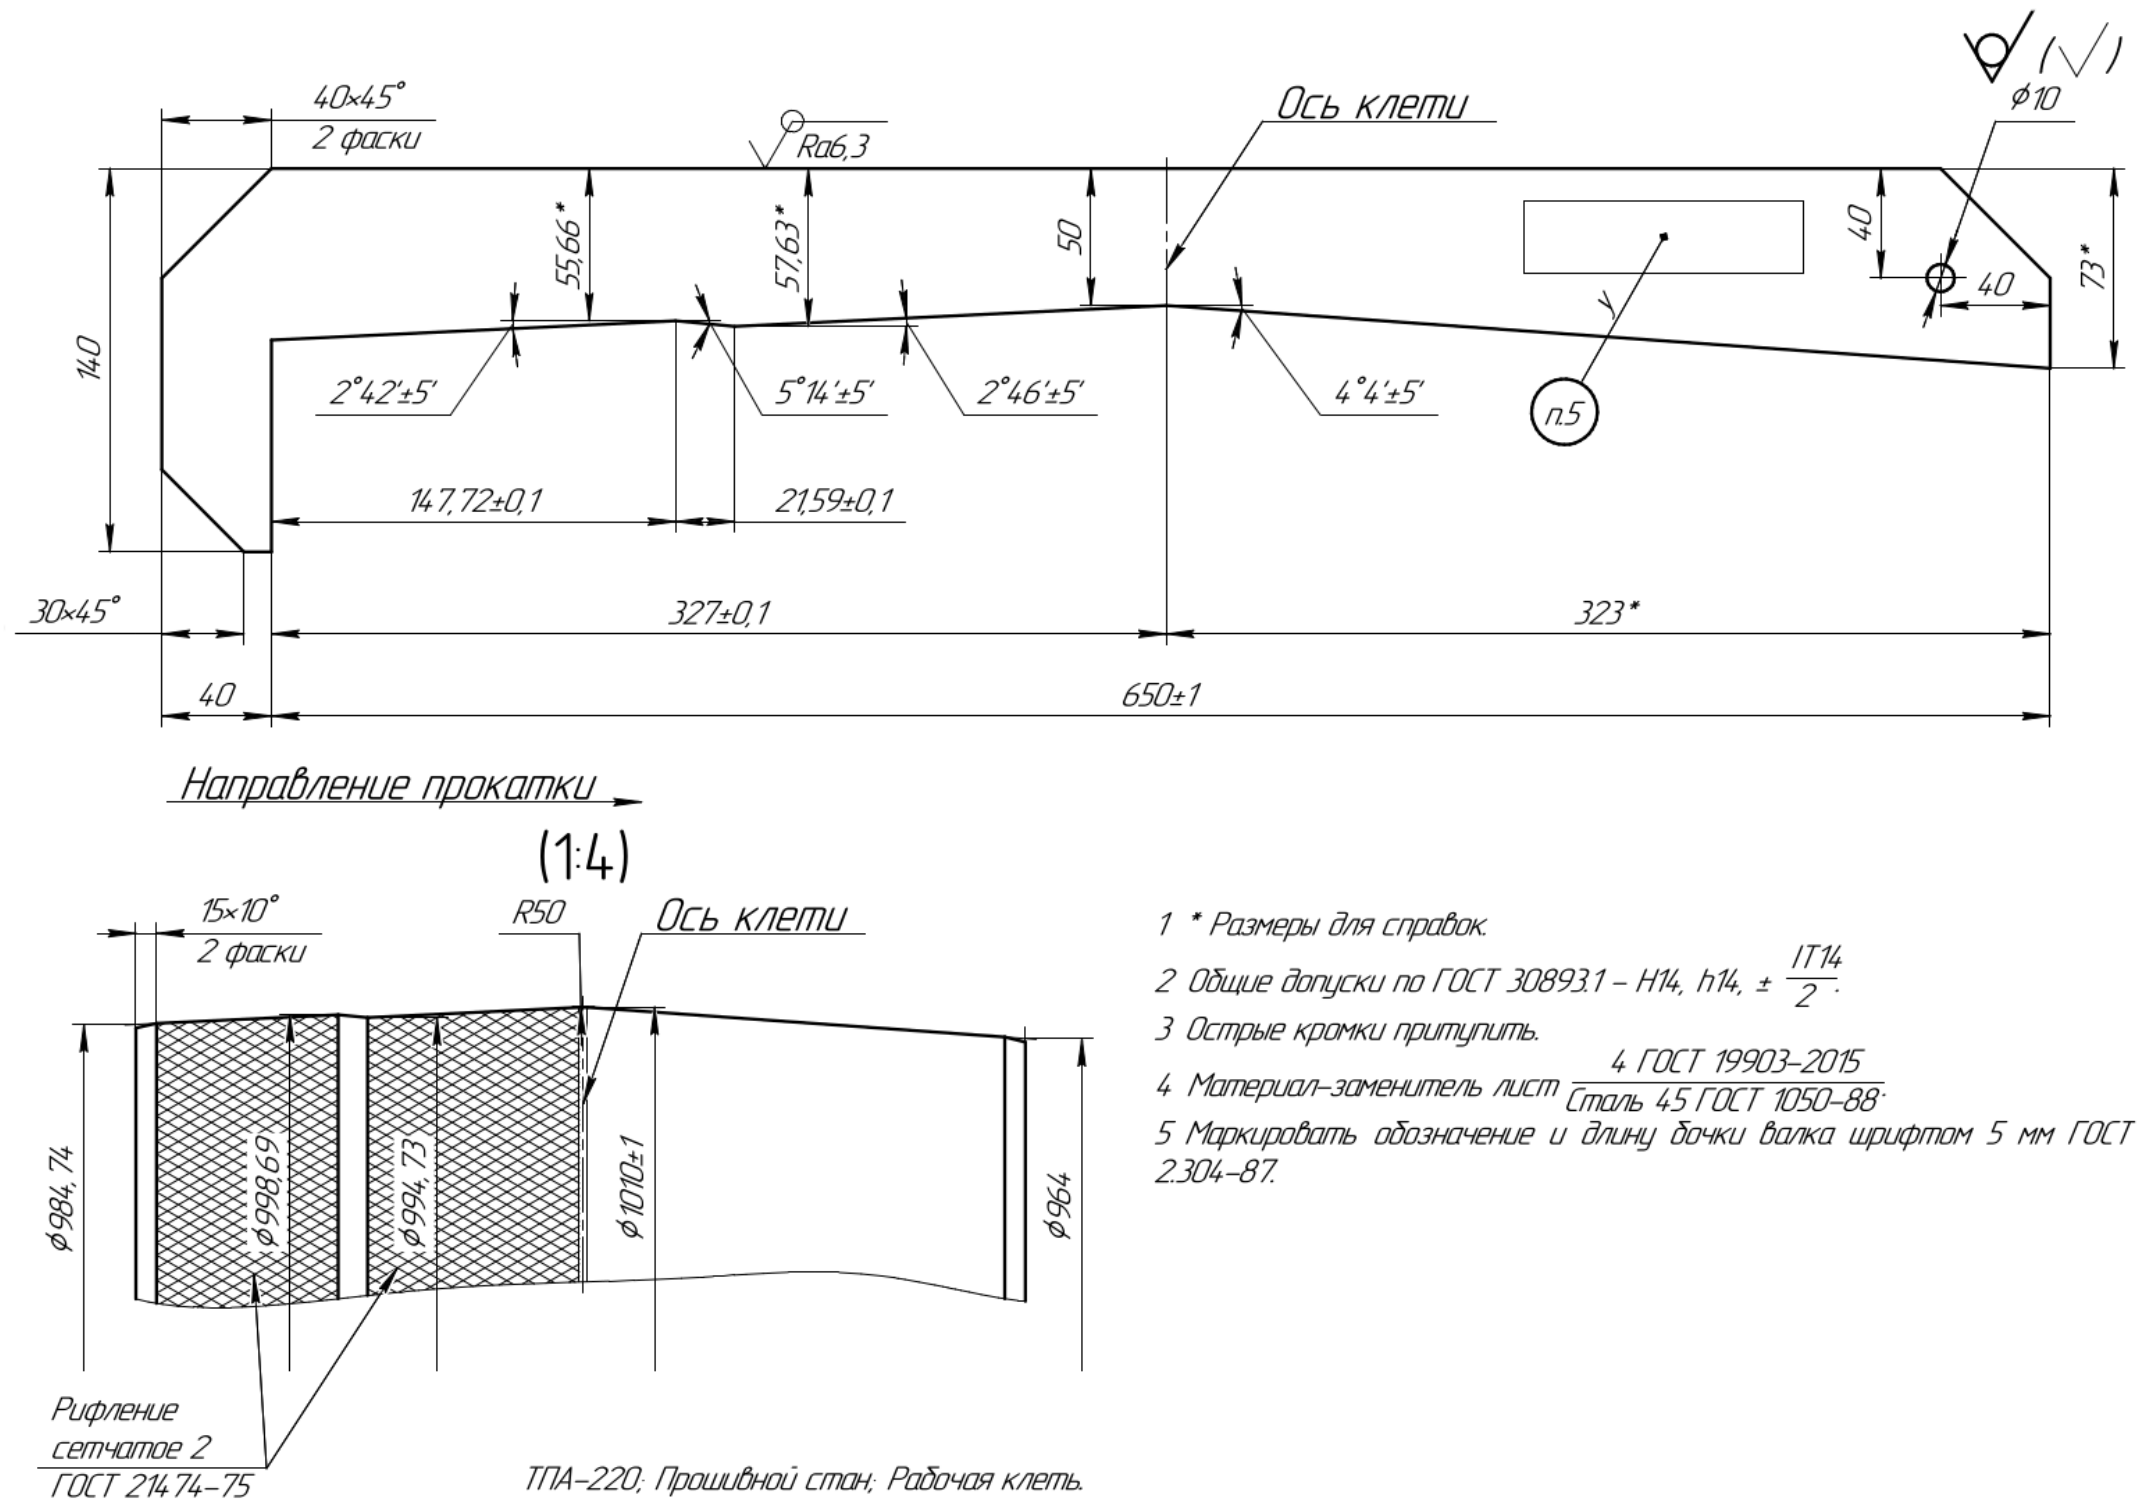 40×45°
2 фаски
Ra6,3
Ось клети
( )
ϕ10
55,66*
57,63*
50
40
40
73*
140
2°42'±5'
5°14'±5'
2°46'±5'
4°4'±5'
у
п.5
147,72±0,1
21,59±0,1
30×45°
327±0,1
323*
40
650±1
Направление прокатки
(1:4)
15×10°
2 фаски
R50
Ось клети
ϕ984,74
ϕ998,69
ϕ994,73
ϕ1010±1
ϕ964
Рифление
сетчатое 2
ГОСТ 21474-75
1 * Размеры для справок.
2 Общие допуски по ГОСТ 30893.1 - H14, h14, ± IT14/2.
3 Острые кромки притупить.
4 Материал-заменитель лист 4 ГОСТ 19903-2015 / Сталь 45 ГОСТ 1050-88.
5 Маркировать обозначение и длину бочки валка шрифтом 5 мм ГОСТ
2.304-87.
ТПА-220; Прошивной стан; Рабочая клеть.